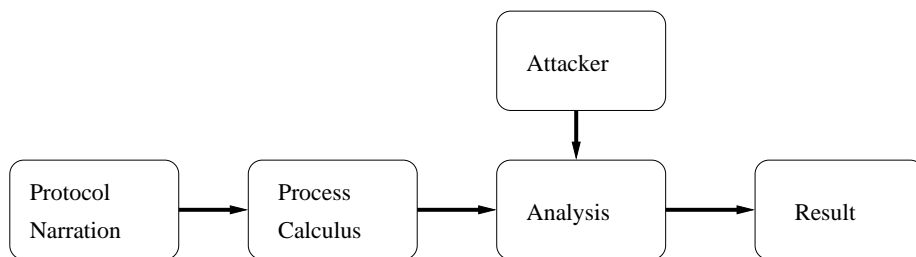 Attacker
Protocol
Narration
Process
Calculus
Analysis
Result